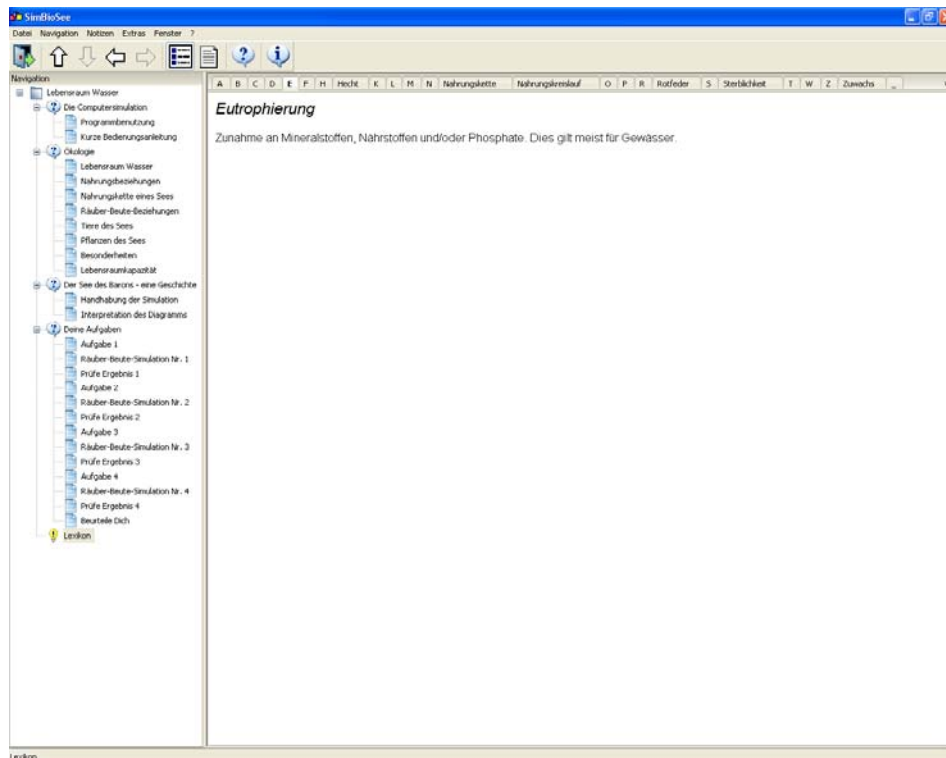 SimBioSee
Datei Navigation Notizen Extras Fenster ?
Navigation
Lebensraum Wasser
Die Computersimulation
Programmbenutzung
Kurze Bedienungsanleitung
Ökologie
Lebensraum Wasser
Nahrungsbeziehungen
Nahrungskette eines Sees
Räuber-Beute-Beziehungen
Tiere des Sees
Pflanzen des Sees
Besonderheiten
Lebensraumkapazität
Der See des Barons - eine Geschichte
Handhabung der Simulation
Interpretation des Diagramms
Deine Aufgaben
Aufgabe 1
Räuber-Beute-Simulation Nr. 1
Prüfe Ergebnis 1
Aufgabe 2
Räuber-Beute-Simulation Nr. 2
Prüfe Ergebnis 2
Aufgabe 3
Räuber-Beute-Simulation Nr. 3
Prüfe Ergebnis 3
Aufgabe 4
Räuber-Beute-Simulation Nr. 4
Prüfe Ergebnis 4
Beurteile Dich
Lexikon
A B C D E F H Hecht K L M N Nahrungskette Nahrungskreislauf O P R Rotfeder S Sterblichkeit T W Z Zuwachs _
Eutrophierung
Zunahme an Mineralstoffen, Nährstoffen und/oder Phosphate. Dies gilt meist für Gewässer.
Lexikon